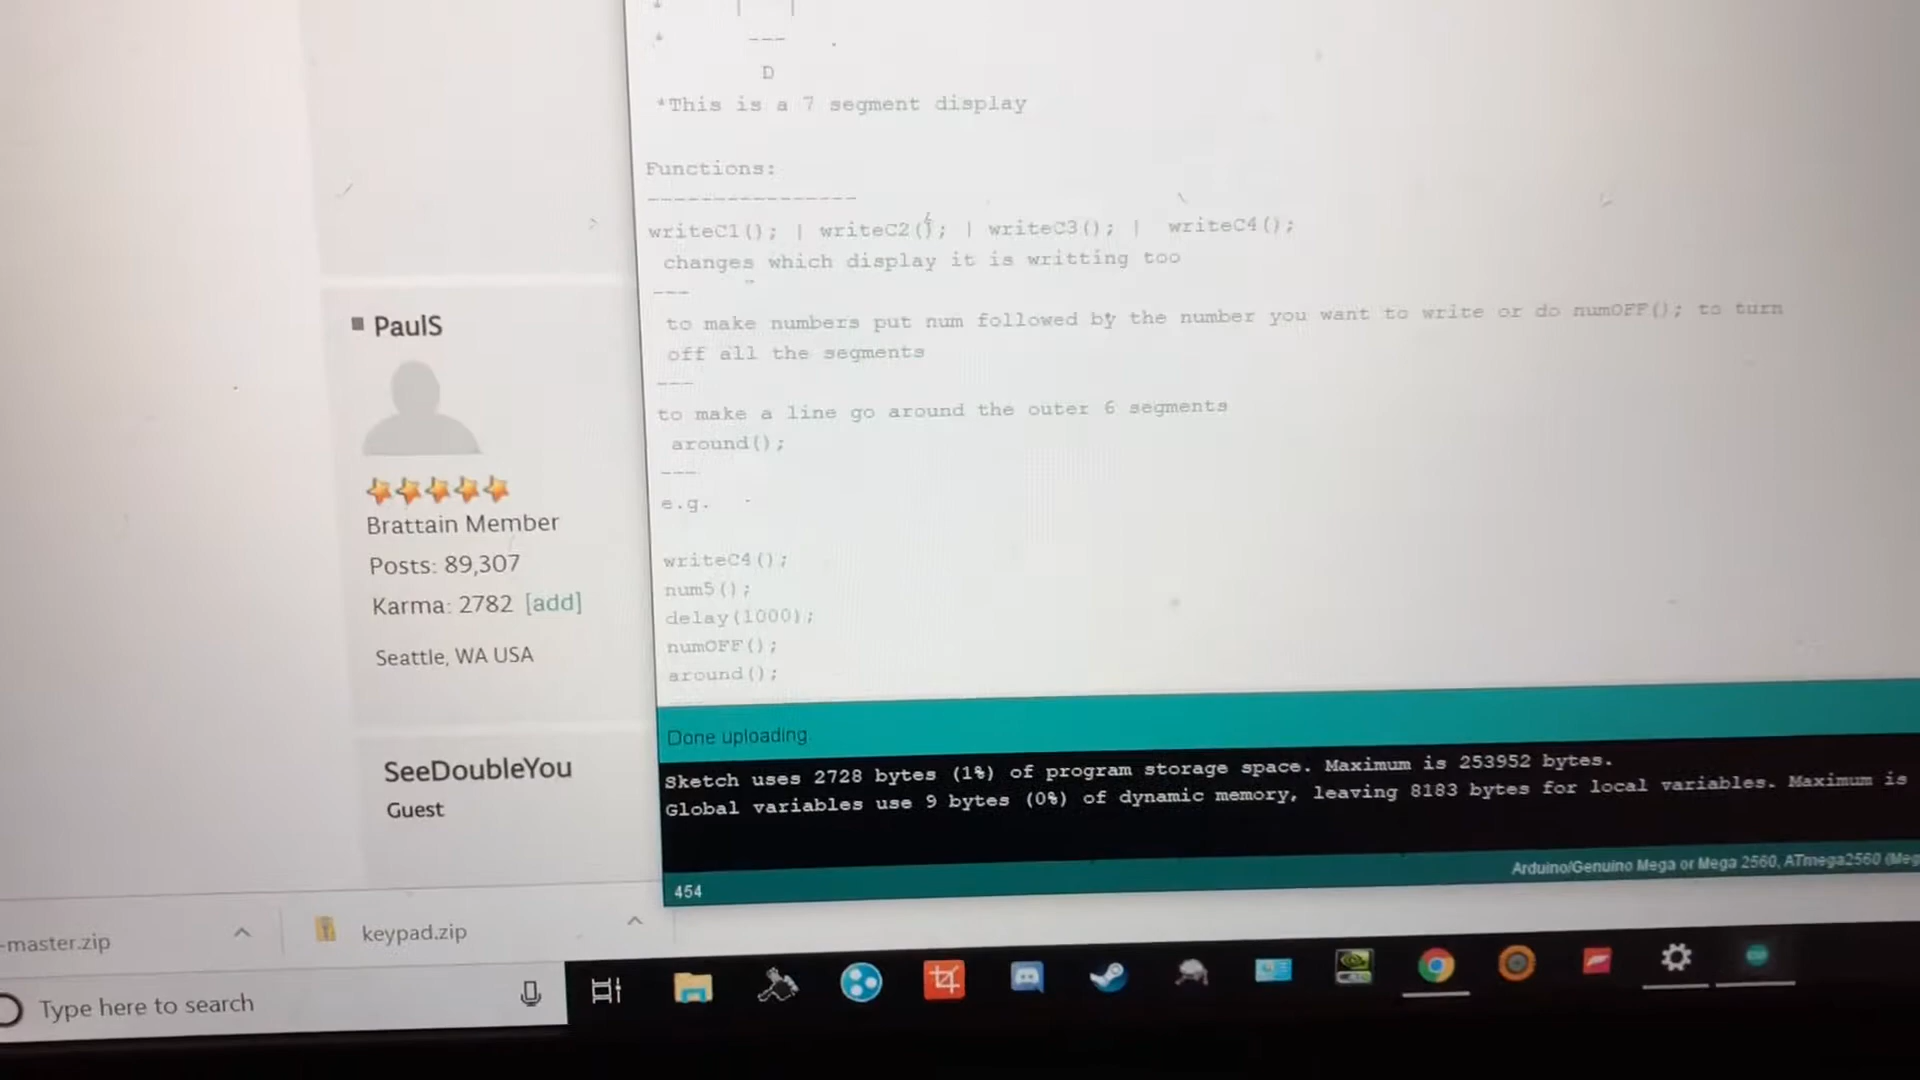 ---
D
*This is a 7 segment display
Functions:
----------------
writeC1(); | writeC2(); | writeC3(); | writeC4();
changes which display it is writting too
---
to make numbers put num followed by the number you want to write or do numOFF(); to turn
off all the segments
---
to make a line go around the outer 6 segments
around();
---
e.g.
writeC4();
num5();
delay(1000);
numOFF();
around();
Done uploading.
Sketch uses 2728 bytes (1%) of program storage space. Maximum is 253952 bytes.
Global variables use 9 bytes (0%) of dynamic memory, leaving 8183 bytes for local variables. Maximum is
Arduino/Genuino Mega or Mega 2560, ATmega2560 (Meg
454
PaulS
Brattain Member
Posts: 89,307
Karma: 2782 [add]
Seattle, WA USA
SeeDoubleYou
Guest
-master.zip
keypad.zip
Type here to search